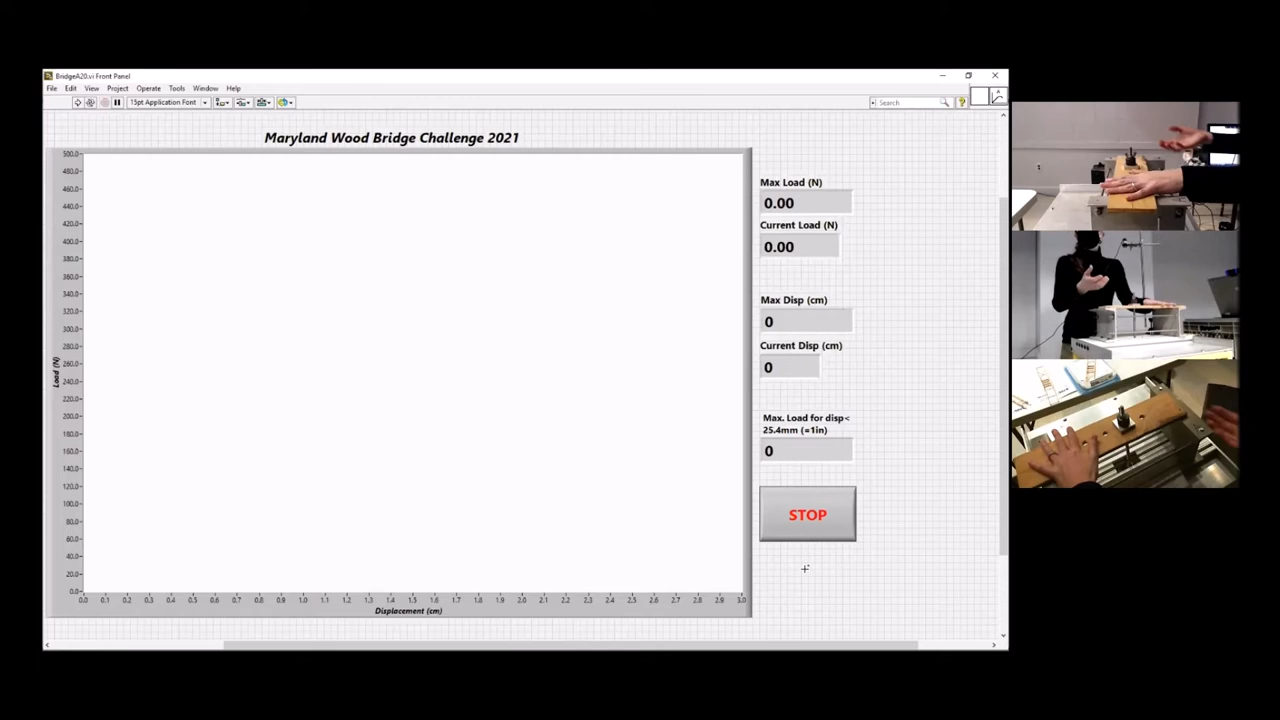 BridgeA20.vi Front Panel
File Edit View Project Operate Tools Window Help
15pt Application Font
Search
Maryland Wood Bridge Challenge 2021
500.0
480.0
460.0
440.0
420.0
400.0
380.0
360.0
340.0
320.0
300.0
280.0
260.0
240.0
220.0
200.0
180.0
160.0
140.0
120.0
100.0
80.0
60.0
40.0
20.0
0.0
Load (N)
0.0 0.1 0.2 0.3 0.4 0.5 0.6 0.7 0.8 0.9 1.0 1.1 1.2 1.3 1.4 1.5 1.6 1.7 1.8 1.9 2.0 2.1 2.2 2.3 2.4 2.5 2.6 2.7 2.8 2.9 3.0
Displacement (cm)
Max Load (N)
0.00
Current Load (N)
0.00
Max Disp (cm)
0
Current Disp (cm)
0
Max. Load for disp<
25.4mm (=1in)
0
STOP